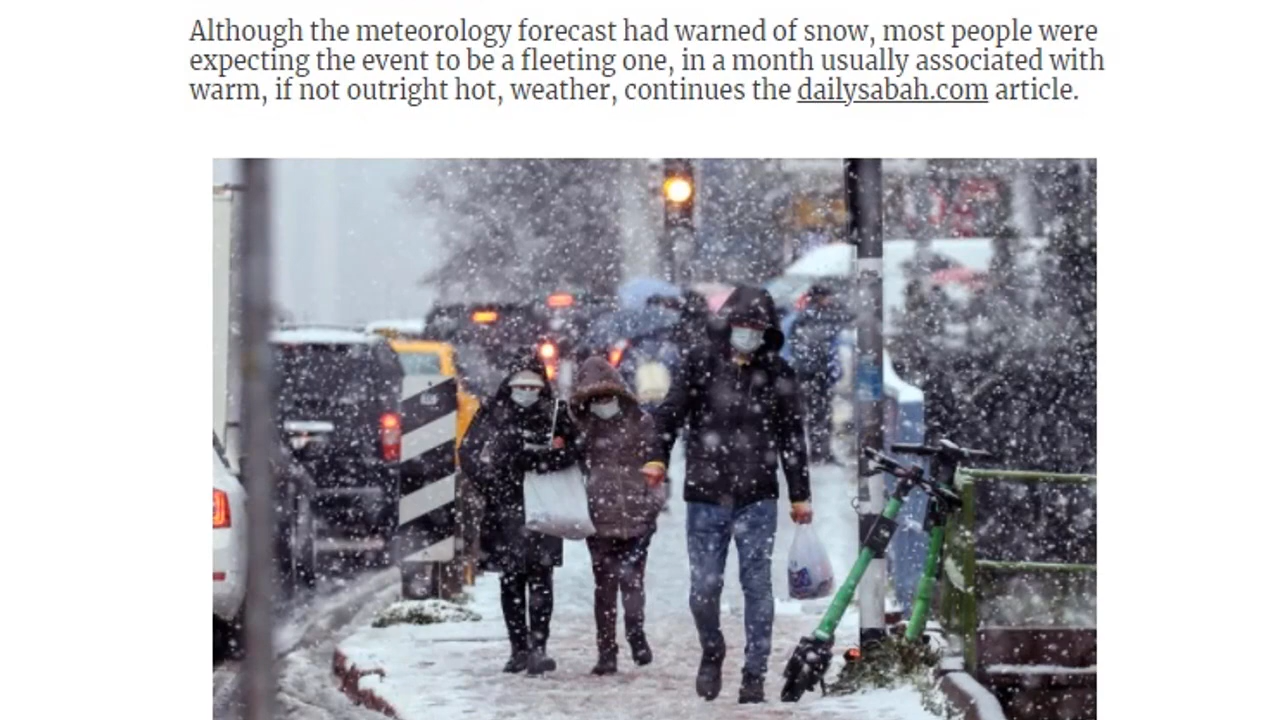 Although the meteorology forecast had warned of snow, most people were
expecting the event to be a fleeting one, in a month usually associated with
warm, if not outright hot, weather, continues the dailysabah.com article.